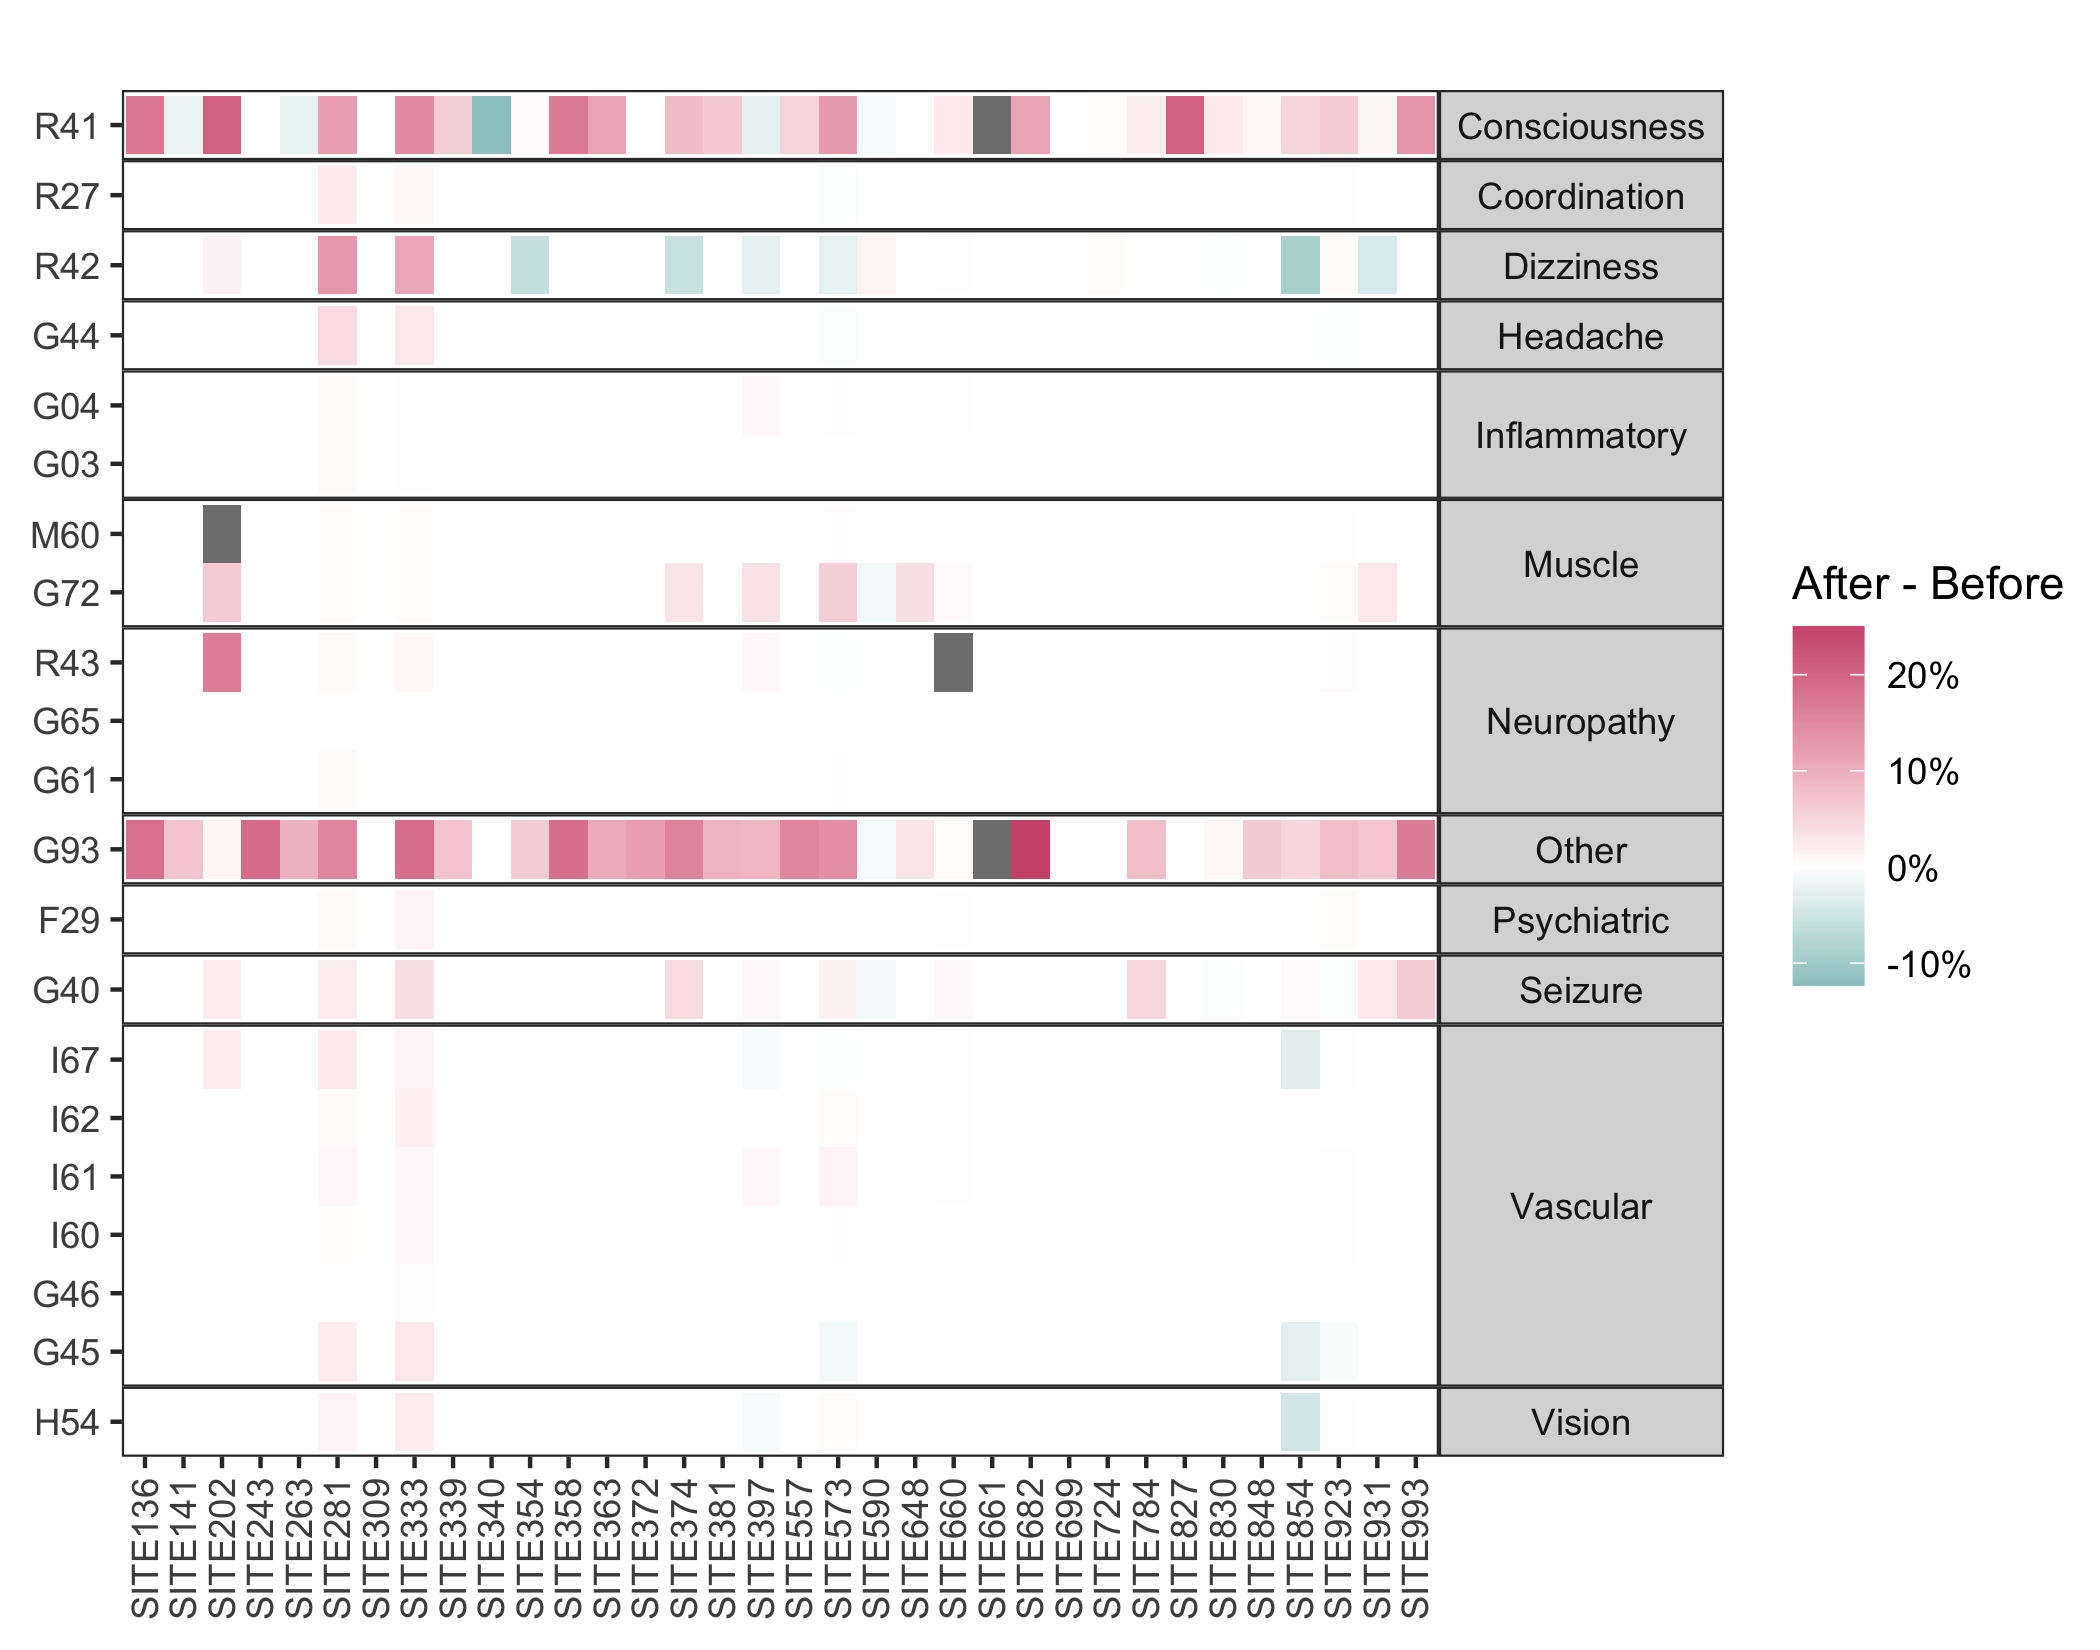 R41
Consciousness
R27
Coordination
R42
Dizziness
G44
Headache
G04
G03
Inflammatory
M60
G72
Muscle
R43
G65
G61
Neuropathy
G93
Other
F29
Psychiatric
G40
Seizure
I67
I62
I61
I60
G46
G45
Vascular
H54
Vision
SITE136
SITE141
SITE202
SITE243
SITE263
SITE281
SITE309
SITE333
SITE339
SITE340
SITE354
SITE358
SITE363
SITE372
SITE374
SITE381
SITE397
SITE557
SITE573
SITE590
SITE648
SITE660
SITE661
SITE682
SITE699
SITE724
SITE784
SITE827
SITE830
SITE848
SITE854
SITE923
SITE931
SITE993
After - Before
20%
10%
0%
-10%